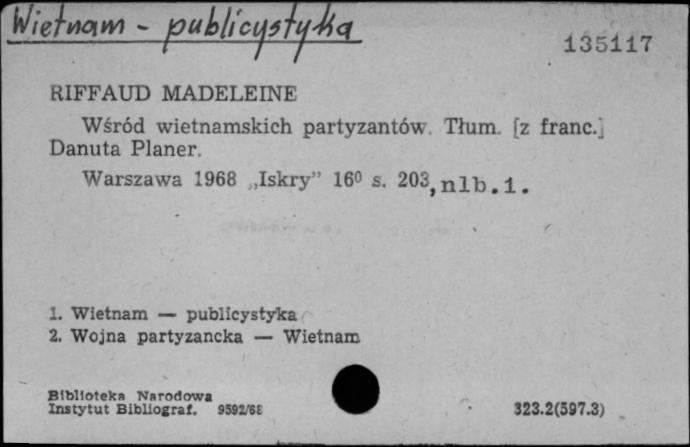 Wietnam - publicystyka
135117
RIFFAUD MADELEINE
Wśród wietnamskich partyzantów. Tłum. [z franc.]
Danuta Planer.
Warszawa 1968 „Iskry” 16⁰ s. 203, nlb. 1.
1. Wietnam — publicystyka
2. Wojna partyzancka — Wietnam
Biblioteka Narodowa
Instytut Bibliograf. 9592/68
323.2(597.3)